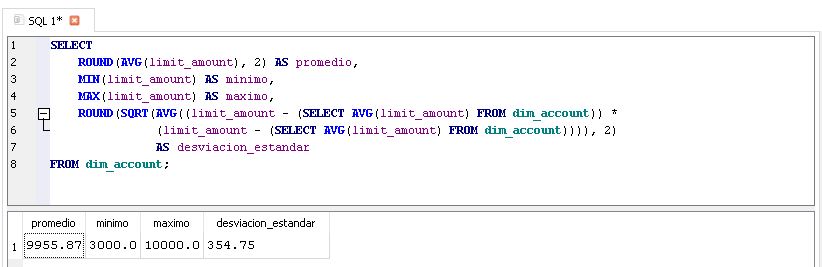 SQL 1*
1 SELECT
2 ROUND(AVG(limit_amount), 2) AS promedio,
3 MIN(limit_amount) AS minimo,
4 MAX(limit_amount) AS maximo,
5 ROUND(SQRT(AVG((limit_amount - (SELECT AVG(limit_amount) FROM dim_account)) *
6 (limit_amount - (SELECT AVG(limit_amount) FROM dim_account)))), 2)
7 AS desviacion_estandar
8 FROM dim_account;
promedio minimo maximo desviacion_estandar
1 9955.87 3000.0 10000.0 354.75